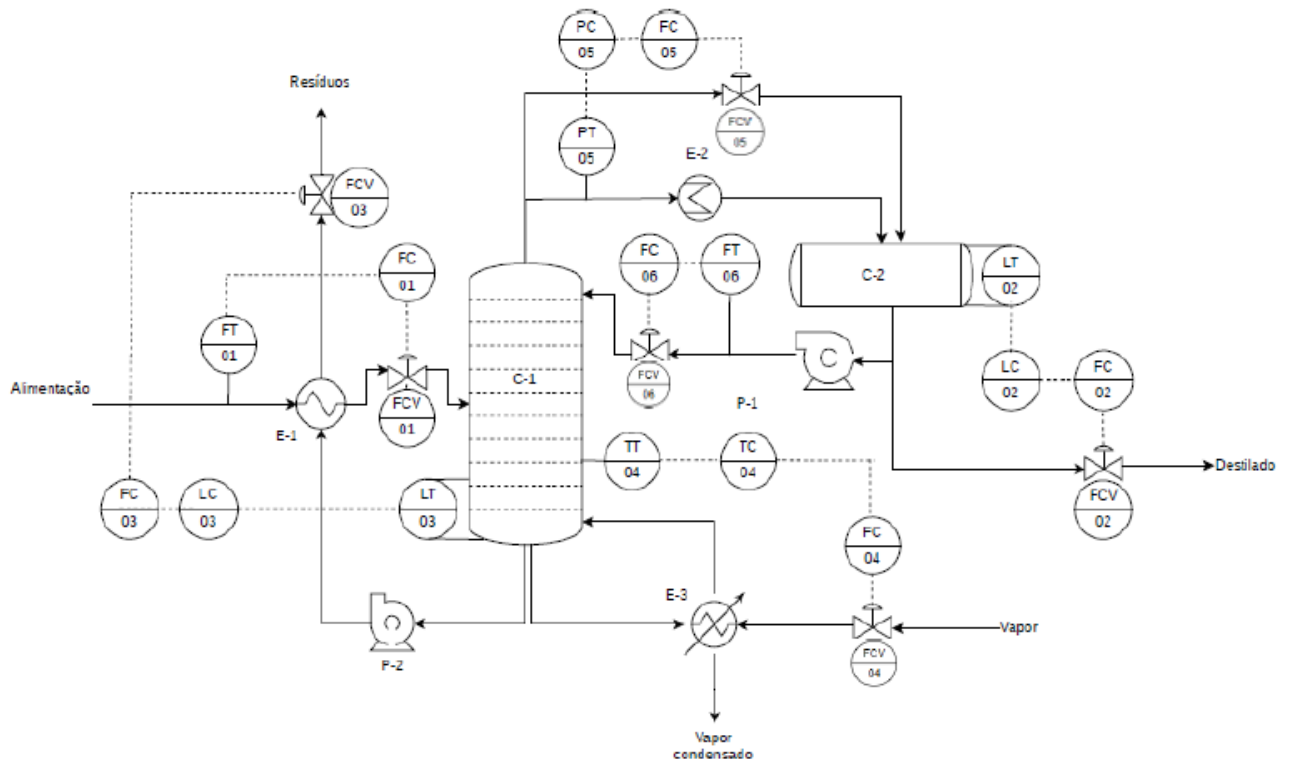 PC
05
FC
05
Resíduos
FCV
05
PT
05
E-2
FCV
03
FC
01
FC
06
FT
06
LT
02
C-2
FT
01
C
LC
02
FC
02
Alimentação
C-1
FCV
06
FCV
01
P-1
E-1
TT
04
TC
04
Destilado
FC
03
LC
03
LT
03
FCV
02
FC
04
E-3
C
P-2
Vapor
FCV
04
Vapor
condensado